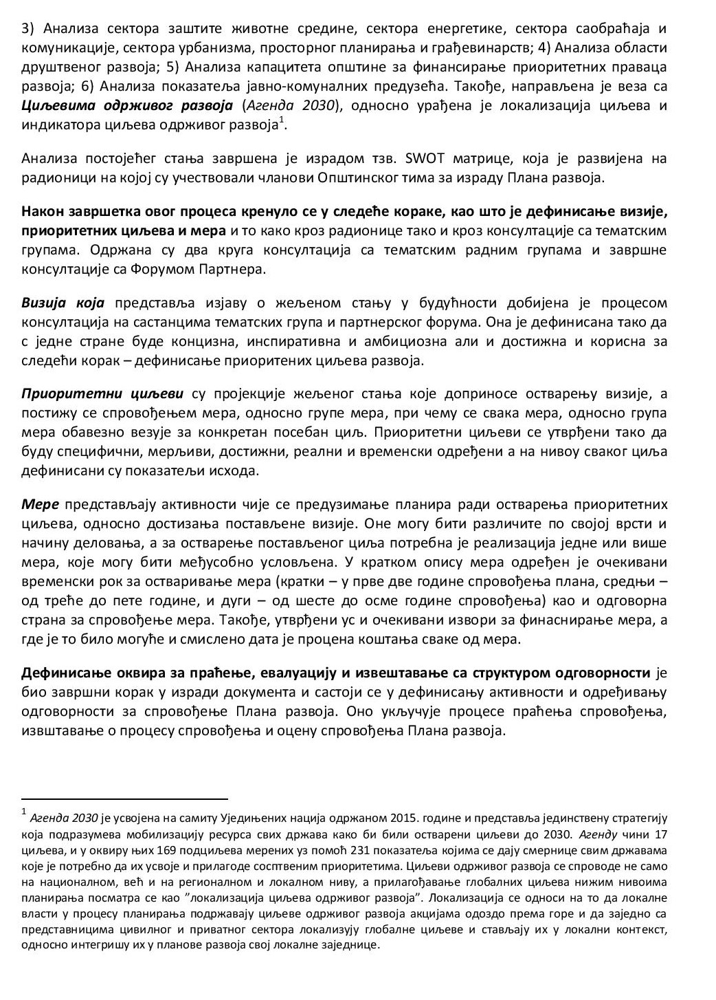 3) Анализа сектора заштите животне средине, сектора енергетике, сектора саобраћаја и
комуникације, сектора урбанизма, просторног планирања и грађевинарств; 4) Анализа области
друштвеног развоја; 5) Анализа капацитета општине за финансирање приоритетних праваца
развоја; 6) Анализа показатеља јавно-комуналних предузећа. Такође, направљена је веза са
Циљевима одрживог развоја (Агенда 2030), односно урађена је локализација циљева и
индикатора циљева одрживог развоја1.
Анализа постојећег стања завршена је израдом тзв. SWOT матрице, која је развијена на
радионици на којој су учествовали чланови Општинског тима за израду Плана развоја.
Након завршетка овог процеса кренуло се у следеће кораке, као што је дефинисање визије,
приоритетних циљева и мера и то како кроз радионице тако и кроз консултације са тематским
групама. Одржана су два круга консултација са тематским радним групама и завршне
консултације са Форумом Партнера.
Визија која представља изјаву о жељеном стању у будућности добијена је процесом
консултација на састанцима тематских група и партнерског форума. Она је дефинисана тако да
с једне стране буде концизна, инспиративна и амбициозна али и достижна и корисна за
следећи корак – дефинисање приоритених циљева развоја.
Приоритетни циљеви су пројекције жељеног стања које доприносе остварењу визије, а
постижу се спровођењем мера, односно групе мера, при чему се свака мера, односно група
мера обавезно везује за конкретан посебан циљ. Приоритетни циљеви се утврђени тако да
буду специфични, мерљиви, достижни, реални и временски одређени а на нивоу сваког циља
дефинисани су показатељи исхода.
Мере представљају активности чије се предузимање планира ради остварења приоритетних
циљева, односно достизања постављене визије. Оне могу бити различите по својој врсти и
начину деловања, а за остварење постављеног циља потребна је реализација једне или више
мера, које могу бити међусобно условљена. У кратком опису мера одређен је очекивани
временски рок за остваривање мера (кратки – у прве две године спровођења плана, средњи –
од треће до пете године, и дуги – од шесте до осме године спровођења) као и одговорна
страна за спровођење мера. Такође, утврђени ус и очекивани извори за финаснирање мера, а
где је то било могуће и смислено дата је процена коштања сваке од мера.
Дефинисање оквира за праћење, евалуацију и извештавање са структуром одговорности је
био завршни корак у изради документа и састоји се у дефинисању активности и одређивању
одговорности за спровођење Плана развоја. Оно укључује процесе праћења спровођења,
извштавање о процесу спровођења и оцену спровођења Плана развоја.
1 Агенда 2030 је усвојена на самиту Уједињених нација одржаном 2015. године и представља јединствену стратегију
која подразумева мобилизацију ресурса свих држава како би били остварени циљеви до 2030. Агенду чини 17
циљева, и у оквиру њих 169 подциљева мерених уз помоћ 231 показатеља којима се дају смернице свим државама
које је потребно да их усвоје и прилагоде сосптвеним приоритетима. Циљеви одрживог развоја се спроводе не само
на националном, већ и на регионалном и локалном ниву, а прилагођавање глобалних циљева нижим нивоима
планирања посматра се као ”локализација циљева одрживог развоја”. Локализација се односи на то да локалне
власти у процесу планирања подржавају циљеве одрживог развоја акцијама одоздо према горе и да заједно са
представницима цивилног и приватног сектора локализују глобалне циљеве и стављају их у локални контекст,
односно интегришу их у планове развоја свој локалне заједнице.